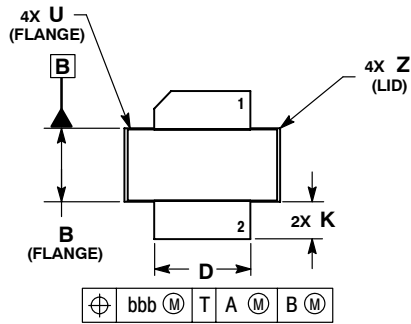 4X U
(FLANGE)
B
4X Z
(LID)
1
B
(FLANGE)
2
2X K
D
⌖ bbb Ⓜ T A Ⓜ B Ⓜ